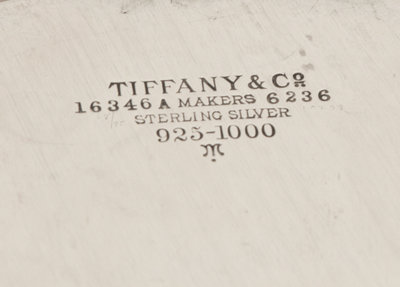 TIFFANY & Co
16346 A MAKERS 6236
STERLING SILVER
925-1000
m